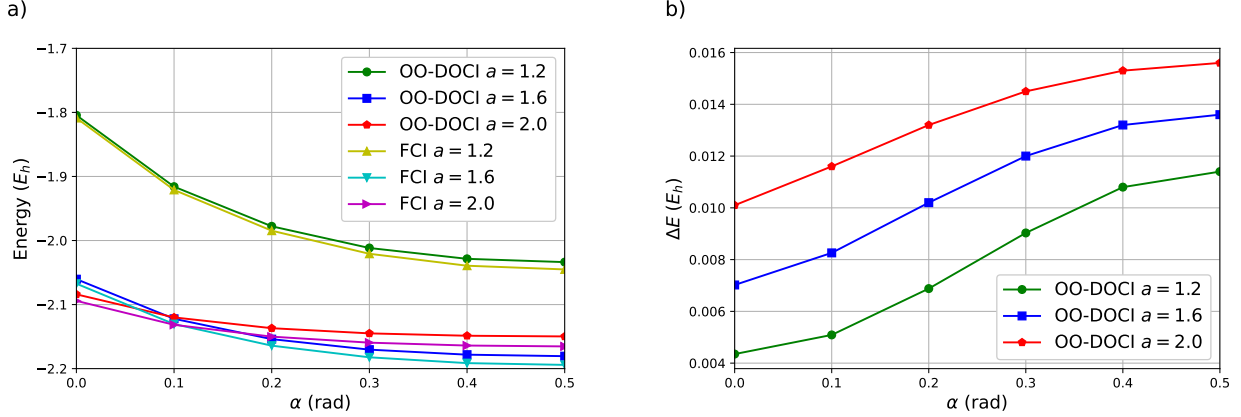 a)
−1.7
−1.8
−1.9
−2.0
−2.1
−2.2
Energy (E_h)
0.0 0.1 0.2 0.3 0.4 0.5
α (rad)
OO-DOCI a = 1.2
OO-DOCI a = 1.6
OO-DOCI a = 2.0
FCI a = 1.2
FCI a = 1.6
FCI a = 2.0
b)
0.016
0.014
0.012
0.010
0.008
0.006
0.004
ΔE (E_h)
0.0 0.1 0.2 0.3 0.4 0.5
α (rad)
OO-DOCI a = 1.2
OO-DOCI a = 1.6
OO-DOCI a = 2.0